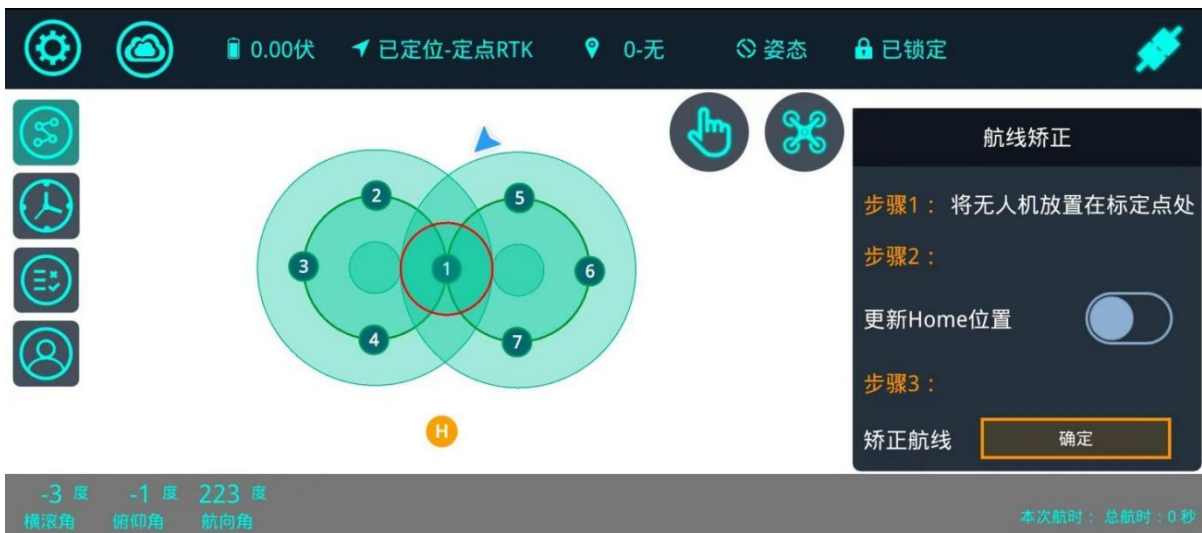 0.00伏 已定位-定点RTK 0-无 姿态 已锁定
航线矫正
步骤1： 将无人机放置在标定点处
步骤2：
更新Home位置
步骤3：
矫正航线 确定
2
5
3
1
6
4
7
H
-3 度 -1 度 223 度
横滚角 俯仰角 航向角
本次航时： 总航时：0 秒